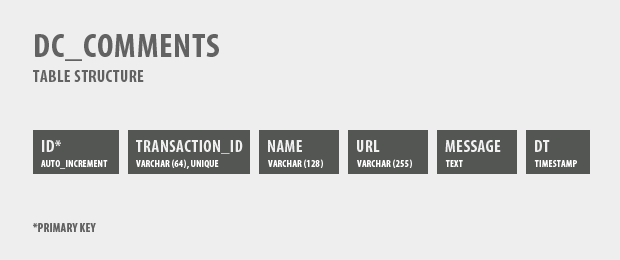 DC_COMMENTS
TABLE STRUCTURE
ID* TRANSACTION_ID NAME URL MESSAGE DT
AUTO_INCREMENT VARCHAR (64), UNIQUE VARCHAR (128) VARCHAR (255) TEXT TIMESTAMP
*PRIMARY KEY